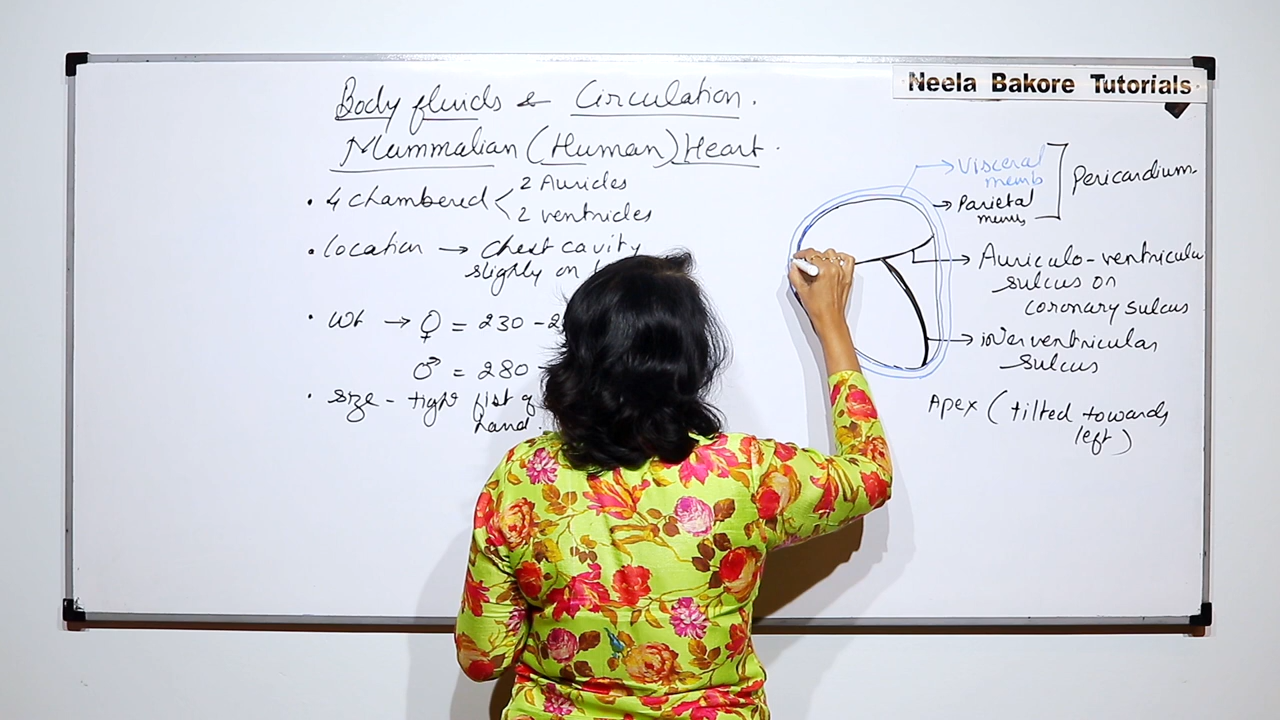 Neela Bakore Tutorials
Body fluids & Circulation.
Mammalian (Human) Heart.
• 4 chambered < 2 Auricles
2 ventricles
• location → chest cavity
slightly on
• wt → ♀ = 230 -
♂ = 280 -
• size - tight fist of
hand.
Visceral
memb
Parietal
memb
Pericardium.
Auriculo-ventricular
sulcus or
coronary sulcus
interventricular
sulcus
Apex (tilted towards
left)